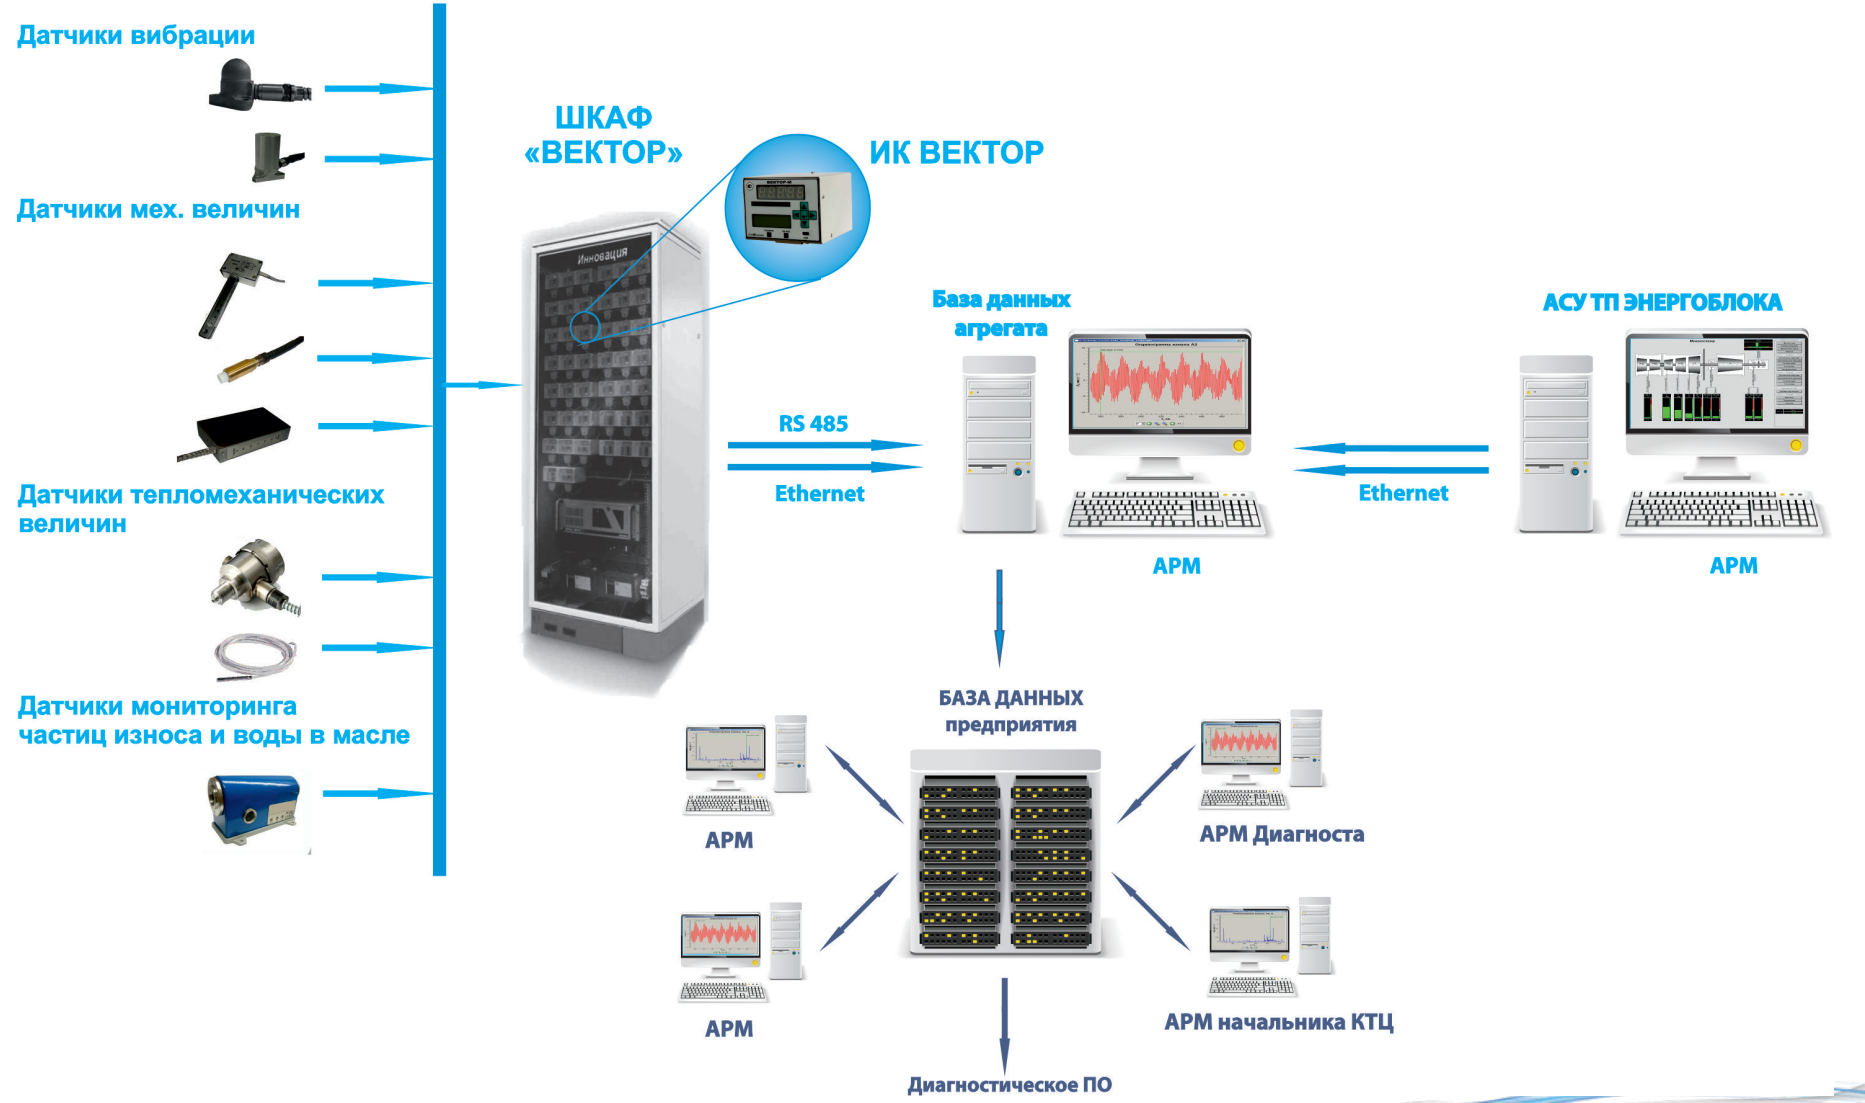 Датчики вибрации
Датчики мех. величин
Датчики тепломеханических
величин
Датчики мониторинга
частиц износа и воды в масле
ШКАФ
«ВЕКТОР»
ИК ВЕКТОР
ВЕКТОР-М
Инновация
RS 485
Ethernet
База данных
агрегата
АРМ
АСУ ТП ЭНЕРГОБЛОКА
Ethernet
АРМ
БАЗА ДАННЫХ
предприятия
АРМ
АРМ Диагноста
АРМ
АРМ начальника КТЦ
Диагностическое ПО